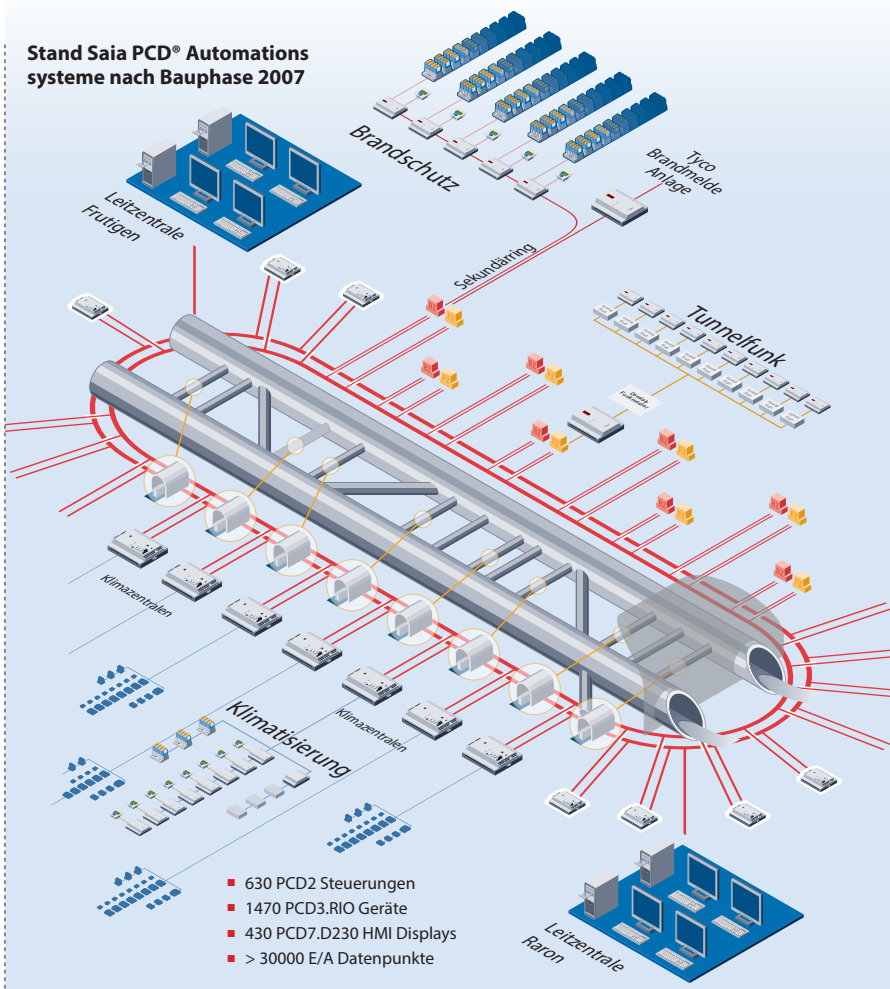 Stand Saia PCD® Automations
systeme nach Bauphase 2007
Leitzentrale
Frutigen
Brandschutz
Tyco
Brandmelde
Anlage
Sekundärring
Tunnelfunk
Klimazentralen
Klimazentralen
Klimatisierung
▪ 630 PCD2 Steuerungen
▪ 1470 PCD3.RIO Geräte
▪ 430 PCD7.D230 HMI Displays
▪ > 30000 E/A Datenpunkte
Leitzentrale
Raron